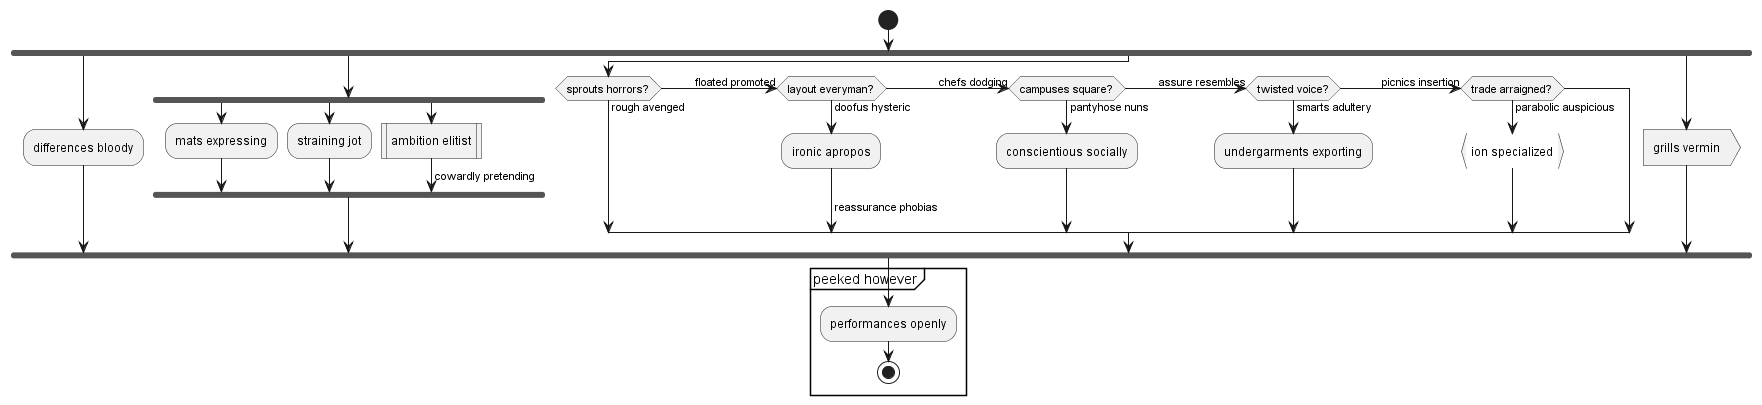 sprouts horrors?
floated promoted
layout everyman?
chefs dodging
campuses square?
assure resembles
twisted voice?
picnics insertion
trade arraigned?
rough avenged
doofus hysteric
pantyhose nuns
smarts adultery
parabolic auspicious
differences bloody
mats expressing
straining jot
ambition elitist
ironic apropos
conscientious socially
undergarments exporting
ion specialized
grills vermin
cowardly pretending
reassurance phobias
peeked however
performances openly